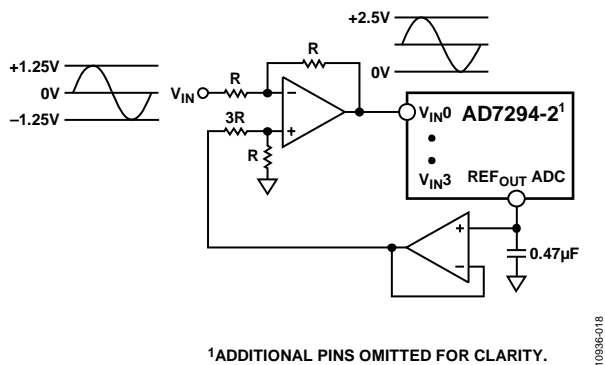 +2.5V
0V
+1.25V
0V
–1.25V
V_IN
R
R
3R
R
–
+
V_IN0 AD7294-2¹
V_IN3
REF_OUT ADC
+
–
0.47µF
¹ADDITIONAL PINS OMITTED FOR CLARITY.
10936-018